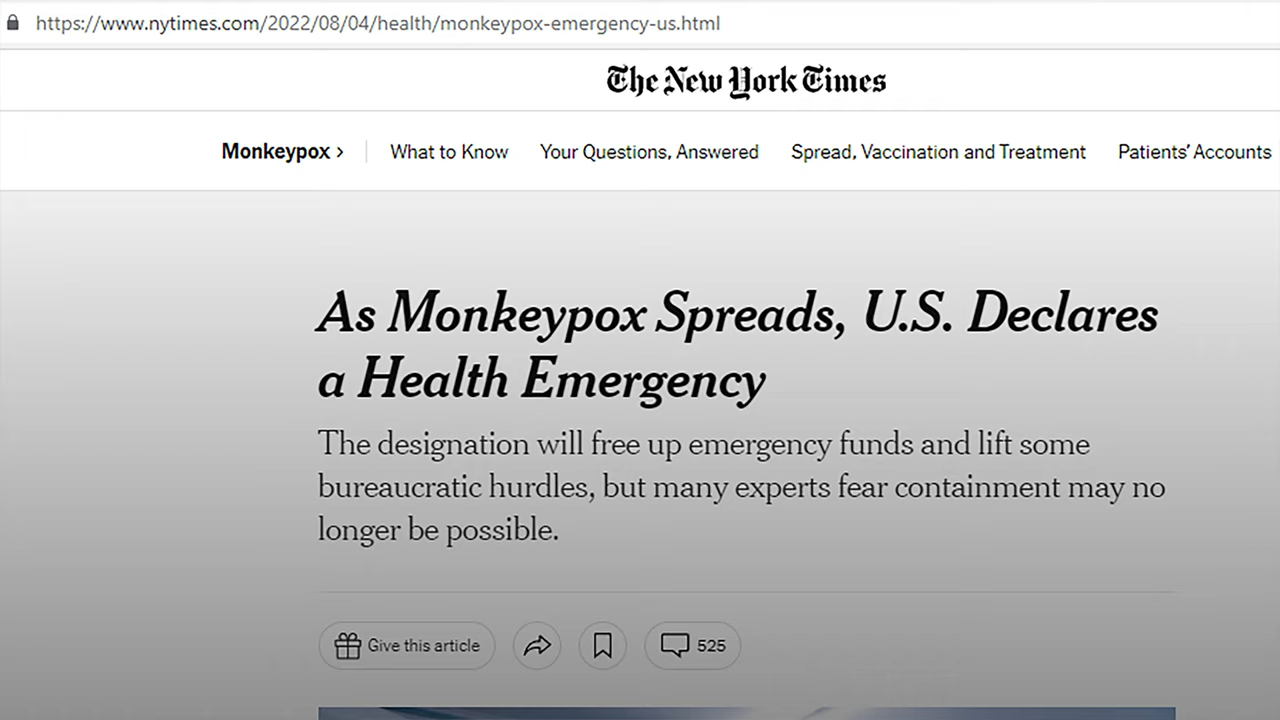 https://www.nytimes.com/2022/08/04/health/monkeypox-emergency-us.html
The New York Times
Monkeypox > What to Know Your Questions, Answered Spread, Vaccination and Treatment Patients' Accounts
As Monkeypox Spreads, U.S. Declares
a Health Emergency
The designation will free up emergency funds and lift some
bureaucratic hurdles, but many experts fear containment may no
longer be possible.
Give this article 525